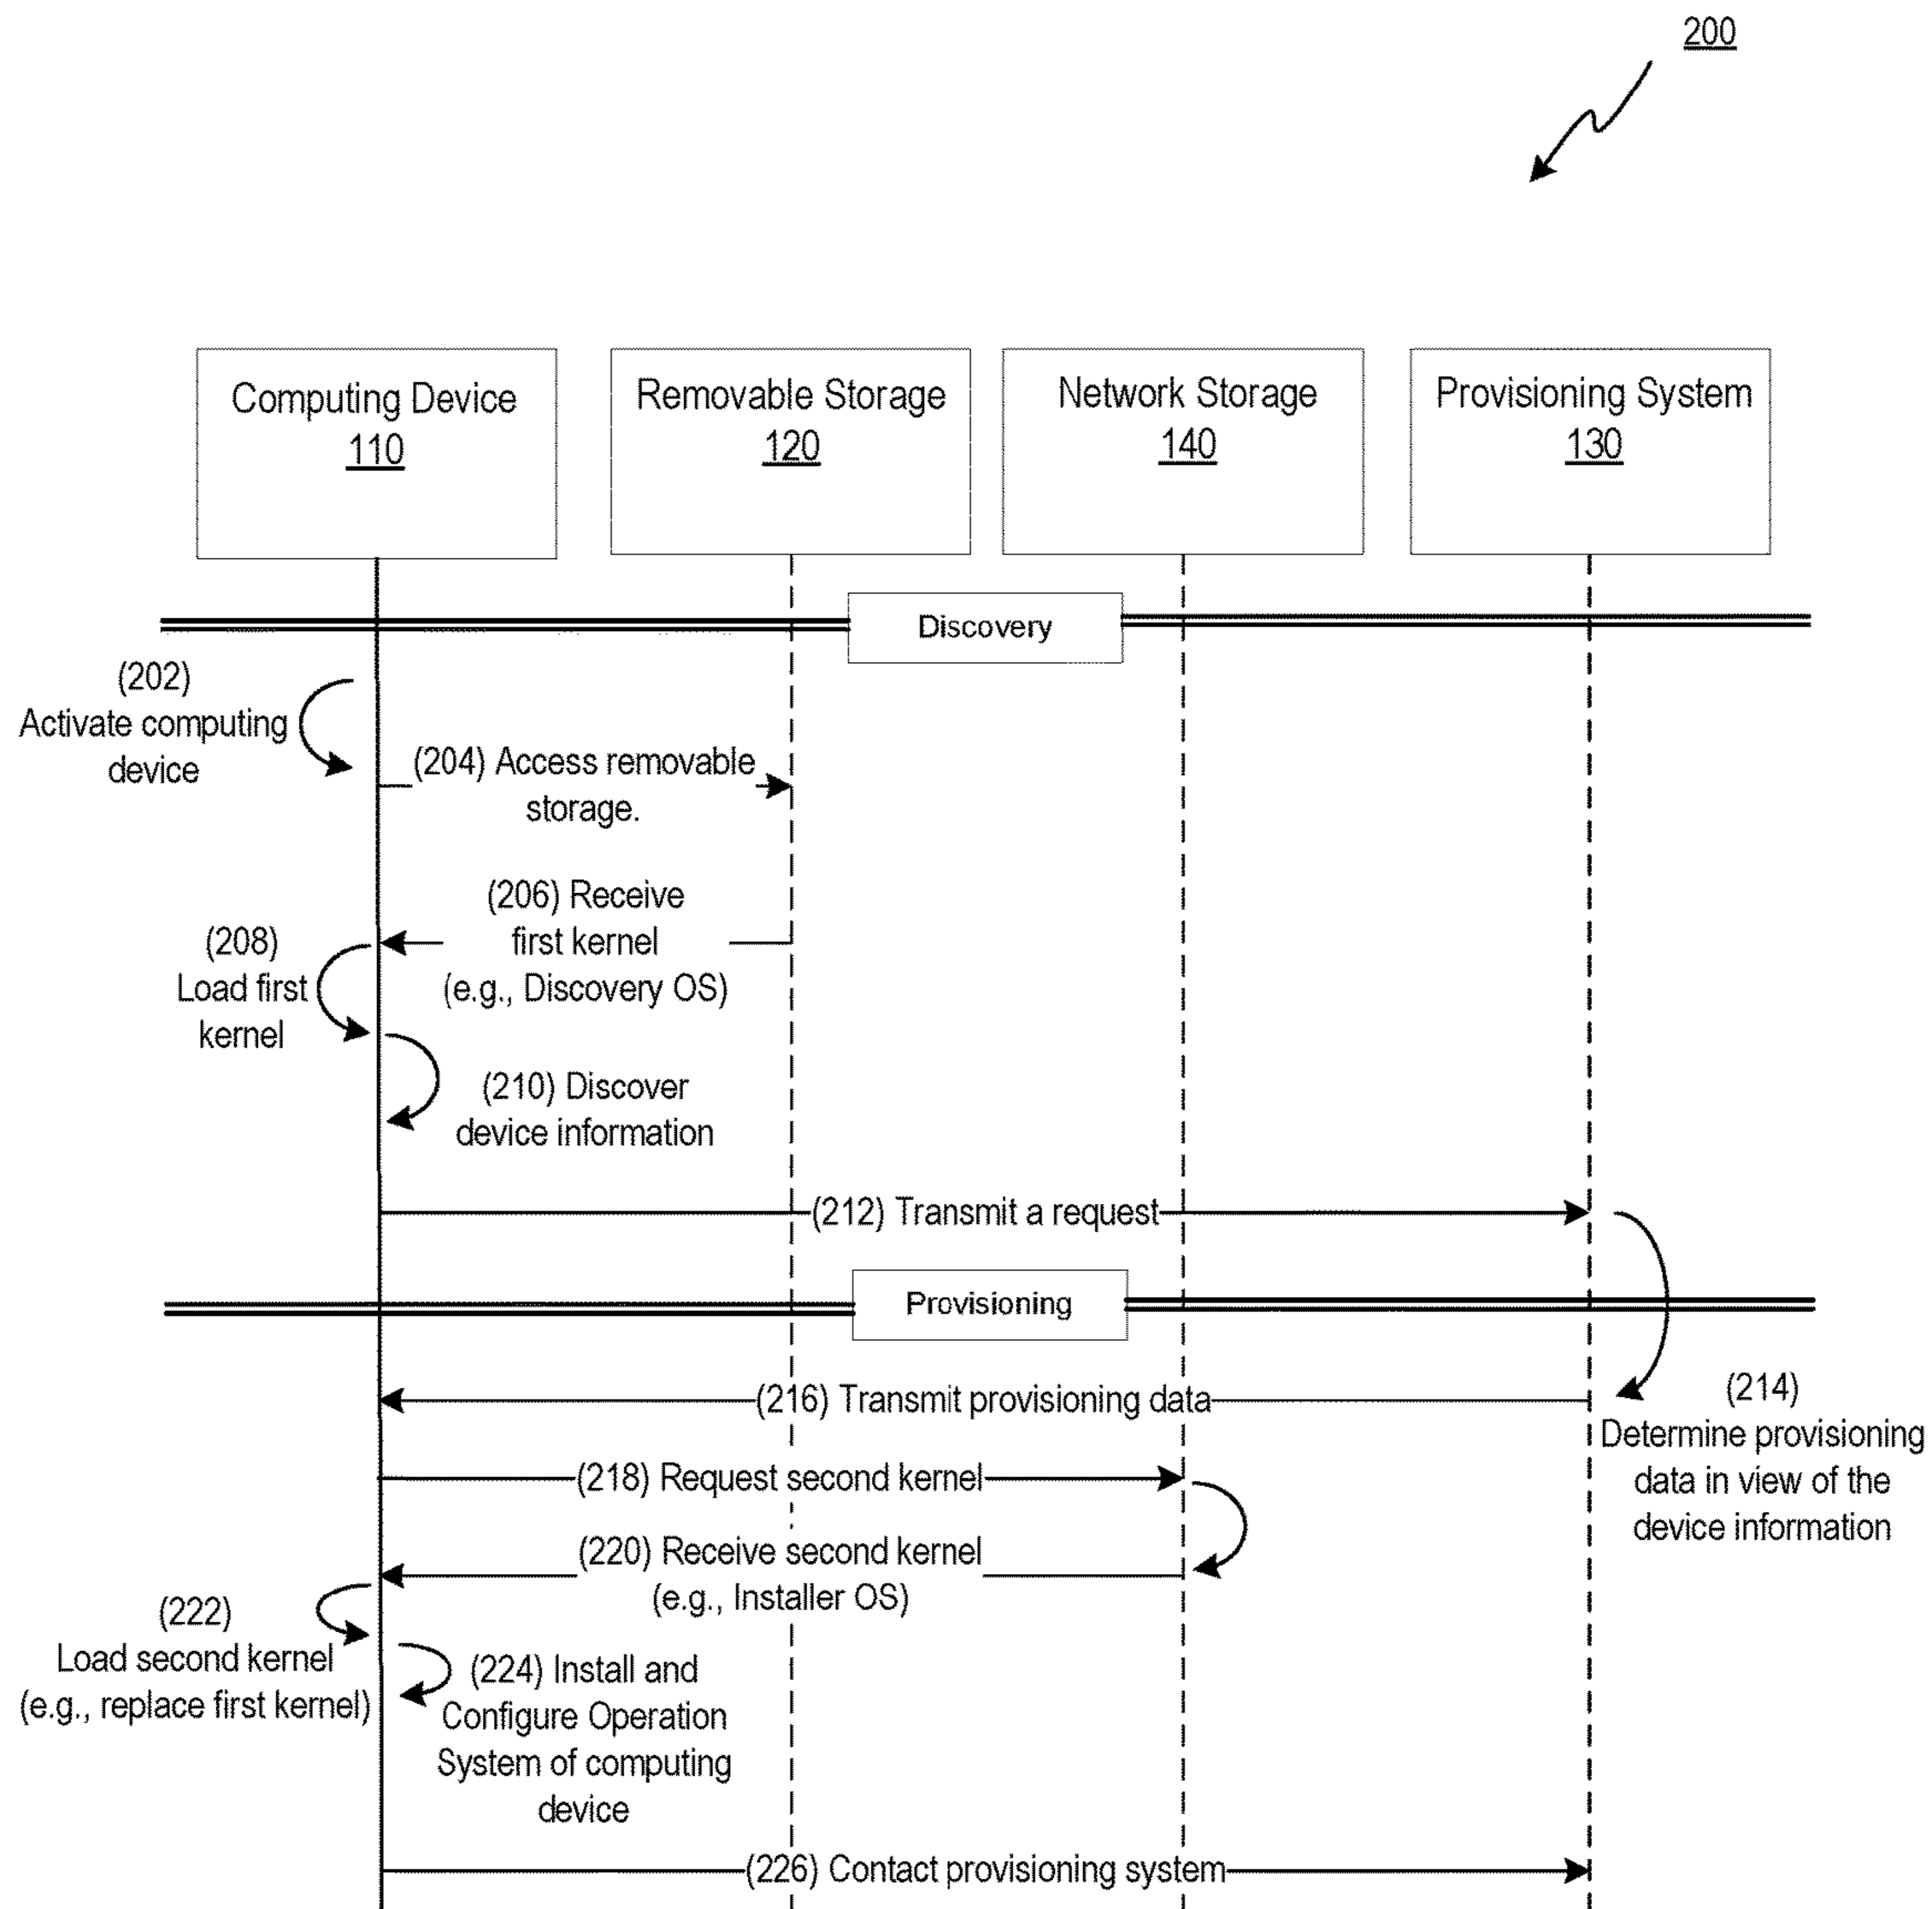 200
Computing Device
110
Removable Storage
120
Network Storage
140
Provisioning System
130
Discovery
(202)
Activate computing
device
(204) Access removable
storage.
(206) Receive
first kernel
(e.g., Discovery OS)
(208)
Load first
kernel
(210) Discover
device information
(212) Transmit a request
Provisioning
(214)
Determine provisioning
data in view of the
device information
(216) Transmit provisioning data
(218) Request second kernel
(220) Receive second kernel
(e.g., Installer OS)
(222)
Load second kernel
(e.g., replace first kernel)
(224) Install and
Configure Operation
System of computing
device
(226) Contact provisioning system